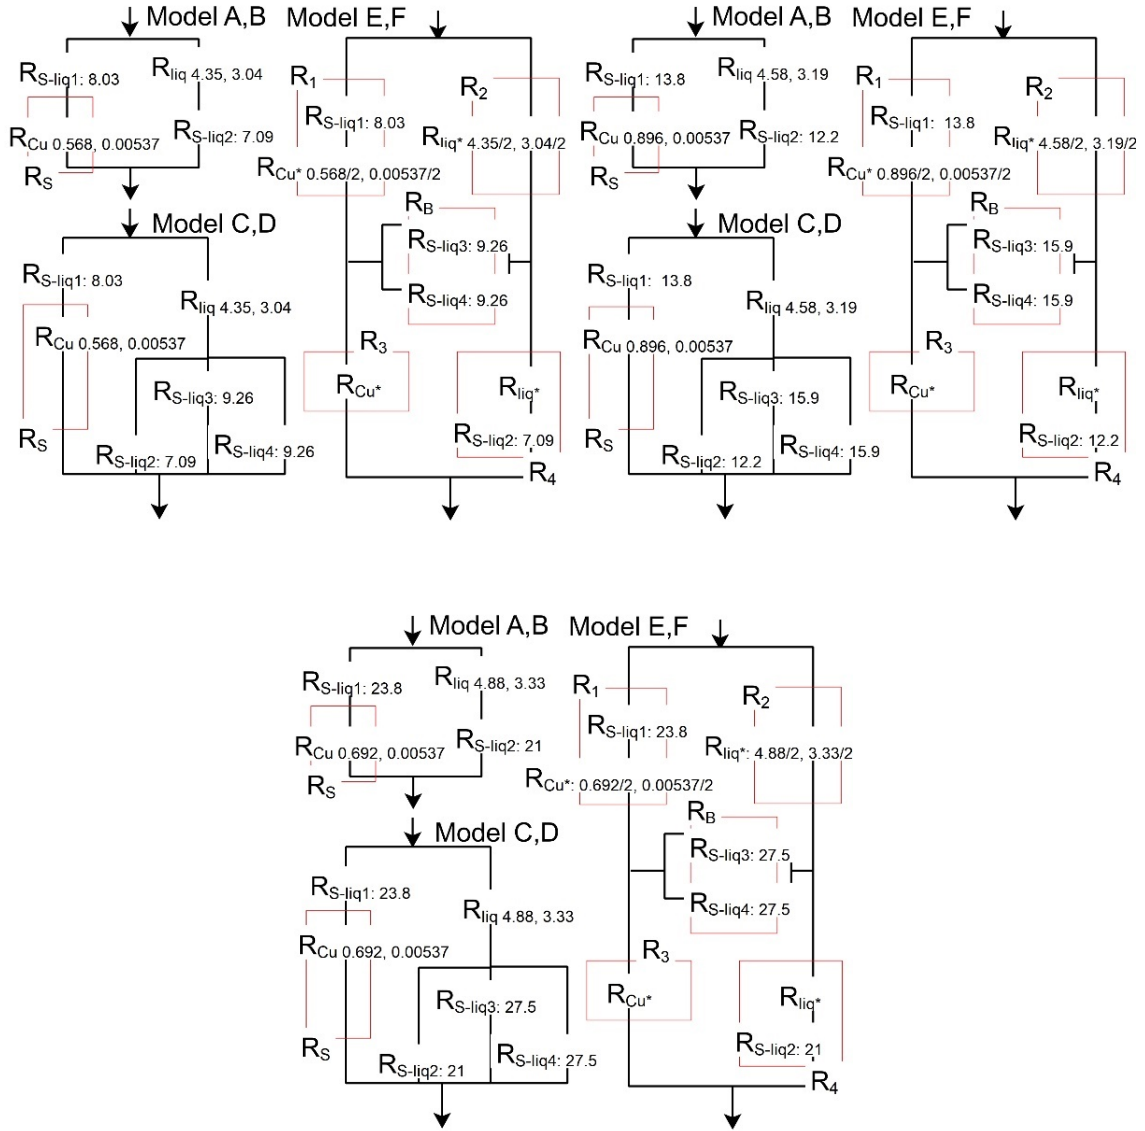 Model A,B
RS-liq1: 8.03
Rliq 4.35, 3.04
RCu 0.568, 0.00537
RS-liq2: 7.09
RS
Model C,D
RS-liq1: 8.03
Rliq 4.35, 3.04
RCu 0.568, 0.00537
RS-liq3: 9.26
RS
RS-liq2: 7.09
RS-liq4: 9.26
Model E,F
R1
R2
RS-liq1: 8.03
Rliq* 4.35/2, 3.04/2
RCu* 0.568/2, 0.00537/2
RB
RS-liq3: 9.26
RS-liq4: 9.26
R3
RCu*
Rliq*
RS-liq2: 7.09
R4
Model A,B
RS-liq1: 13.8
Rliq 4.58, 3.19
RCu 0.896, 0.00537
RS-liq2: 12.2
RS
Model C,D
RS-liq1: 13.8
Rliq 4.58, 3.19
RCu 0.896, 0.00537
RS-liq3: 15.9
RS
RS-liq2: 12.2
RS-liq4: 15.9
Model E,F
R1
R2
RS-liq1: 13.8
Rliq* 4.58/2, 3.19/2
RCu* 0.896/2, 0.00537/2
RB
RS-liq3: 15.9
RS-liq4: 15.9
R3
RCu*
Rliq*
RS-liq2: 12.2
R4
Model A,B
RS-liq1: 23.8
Rliq 4.88, 3.33
RCu 0.692, 0.00537
RS-liq2: 21
RS
Model C,D
RS-liq1: 23.8
Rliq 4.88, 3.33
RCu 0.692, 0.00537
RS-liq3: 27.5
RS
RS-liq2: 21
RS-liq4: 27.5
Model E,F
R1
R2
RS-liq1: 23.8
Rliq*: 4.88/2, 3.33/2
RCu*: 0.692/2, 0.00537/2
RB
RS-liq3: 27.5
RS-liq4: 27.5
R3
RCu*
Rliq*
RS-liq2: 21
R4